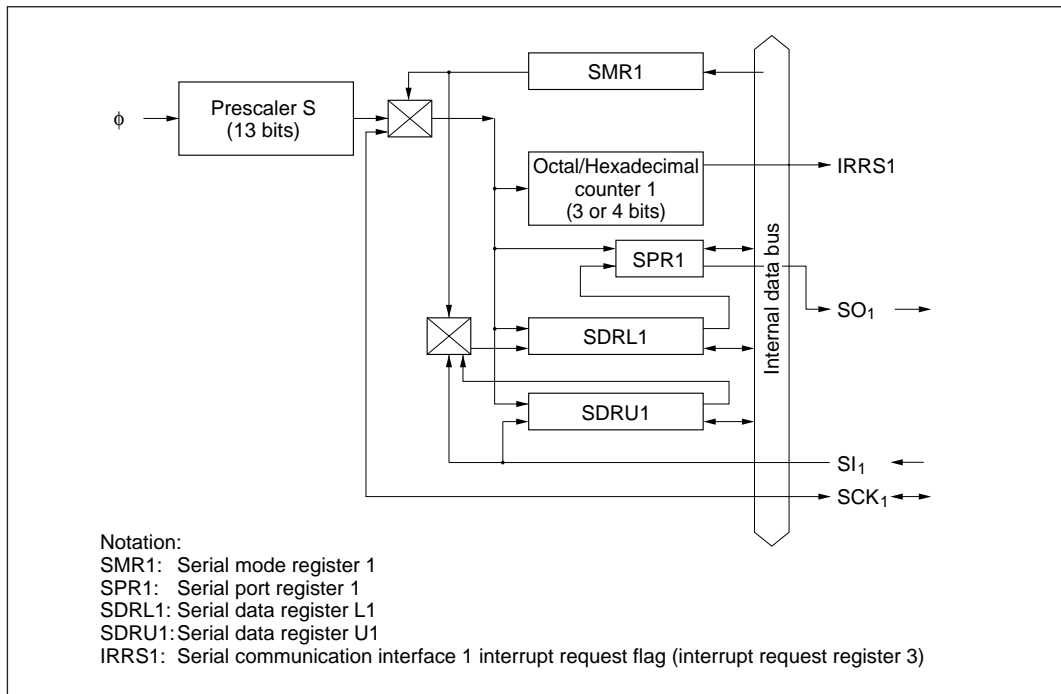 SMR1
Prescaler S
(13 bits)
ϕ
Octal/Hexadecimal
counter 1
(3 or 4 bits)
IRRS1
SPR1
Internal data bus
SO1
SDRL1
SDRU1
SI1
SCK1
Notation:
SMR1: Serial mode register 1
SPR1: Serial port register 1
SDRL1: Serial data register L1
SDRU1: Serial data register U1
IRRS1: Serial communication interface 1 interrupt request flag (interrupt request register 3)